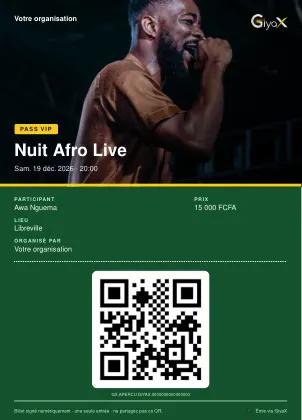 Votre organisation
GiyaX
PASS VIP
Nuit Afro Live
Sam. 19 déc. 2026 · 20:00
PARTICIPANT
Awa Nguema
PRIX
15 000 FCFA
LIEU
Libreville
ORGANISÉ PAR
Votre organisation
Billet signé numériquement · une seule entrée · ne partagez pas ce QR.
Émis via GiyaX